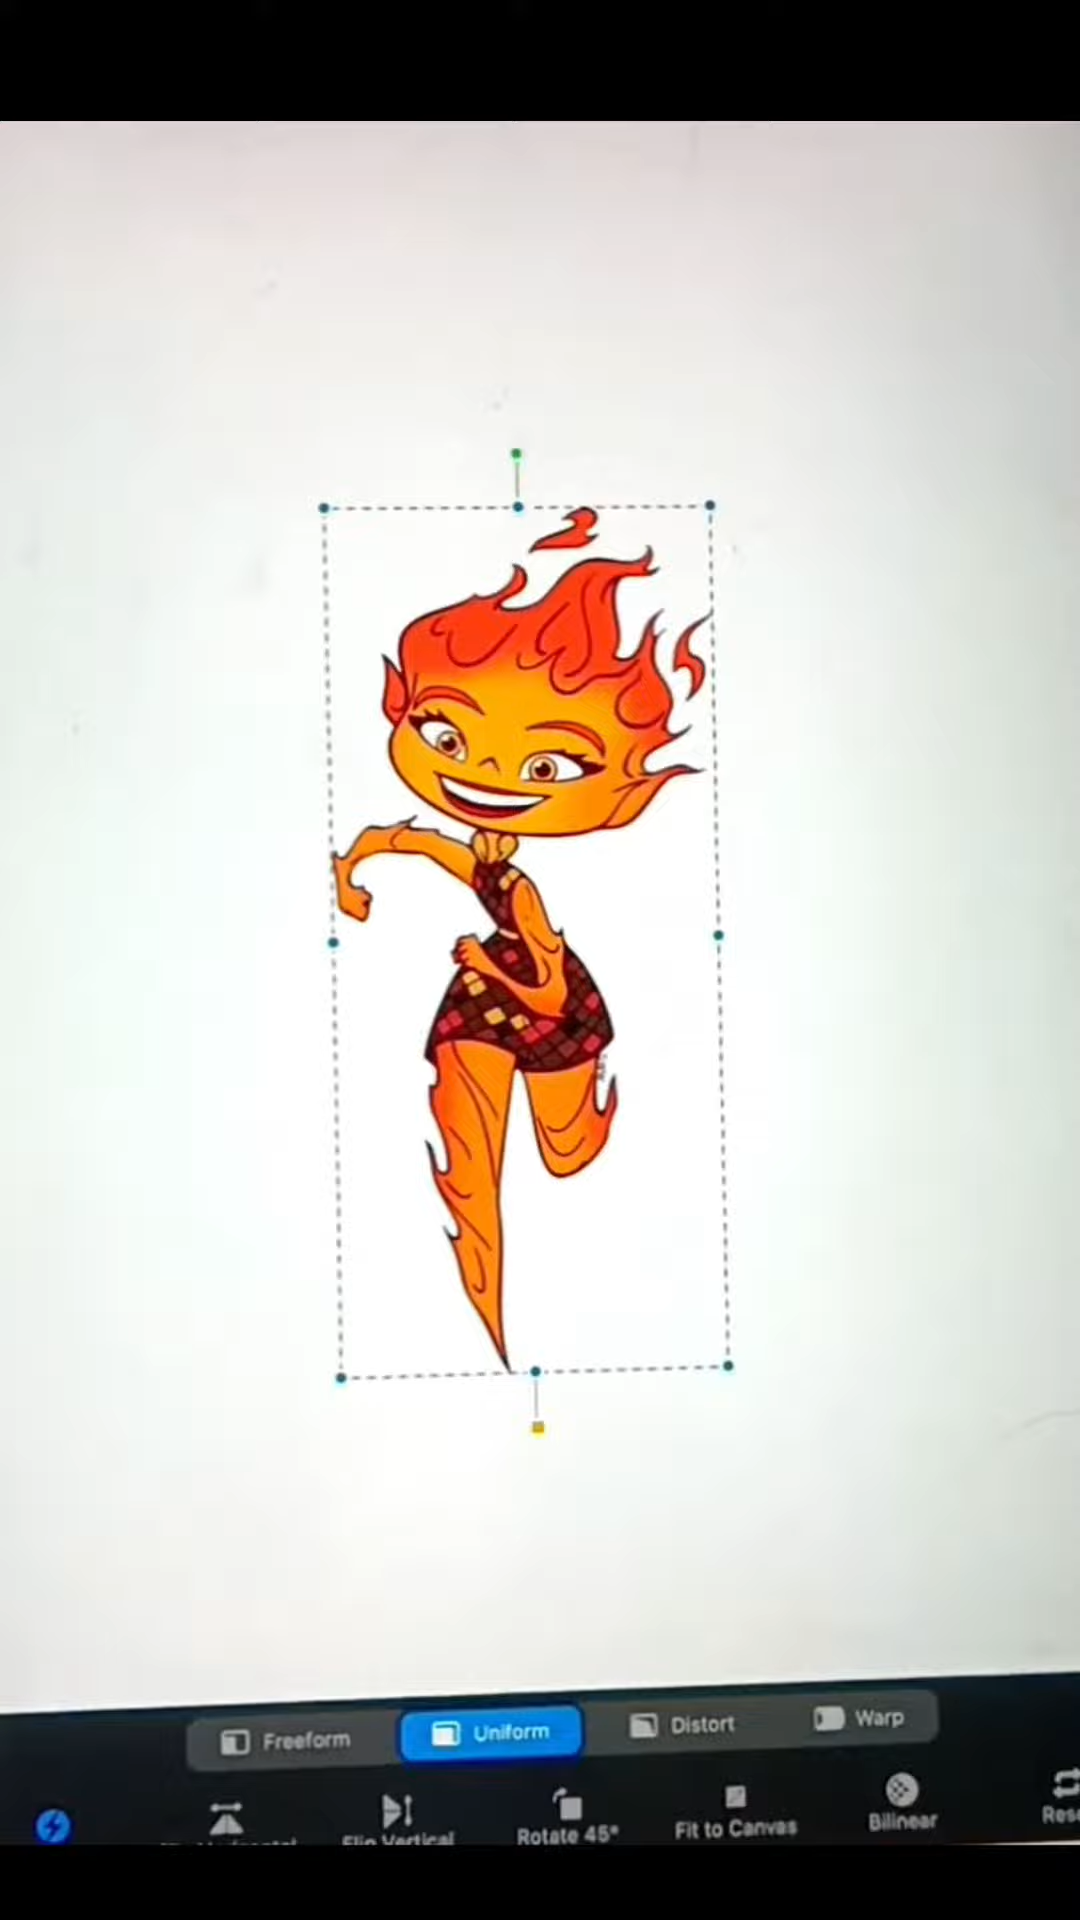 Freeform
Uniform
Distort
Warp
Flip Vertical
Rotate 45°
Fit to Canvas
Bilinear